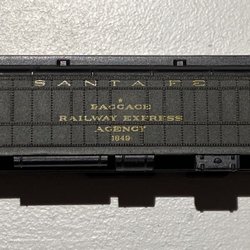 SANTA FE
BAGGAGE
RAILWAY EXPRESS
AGENCY
1849